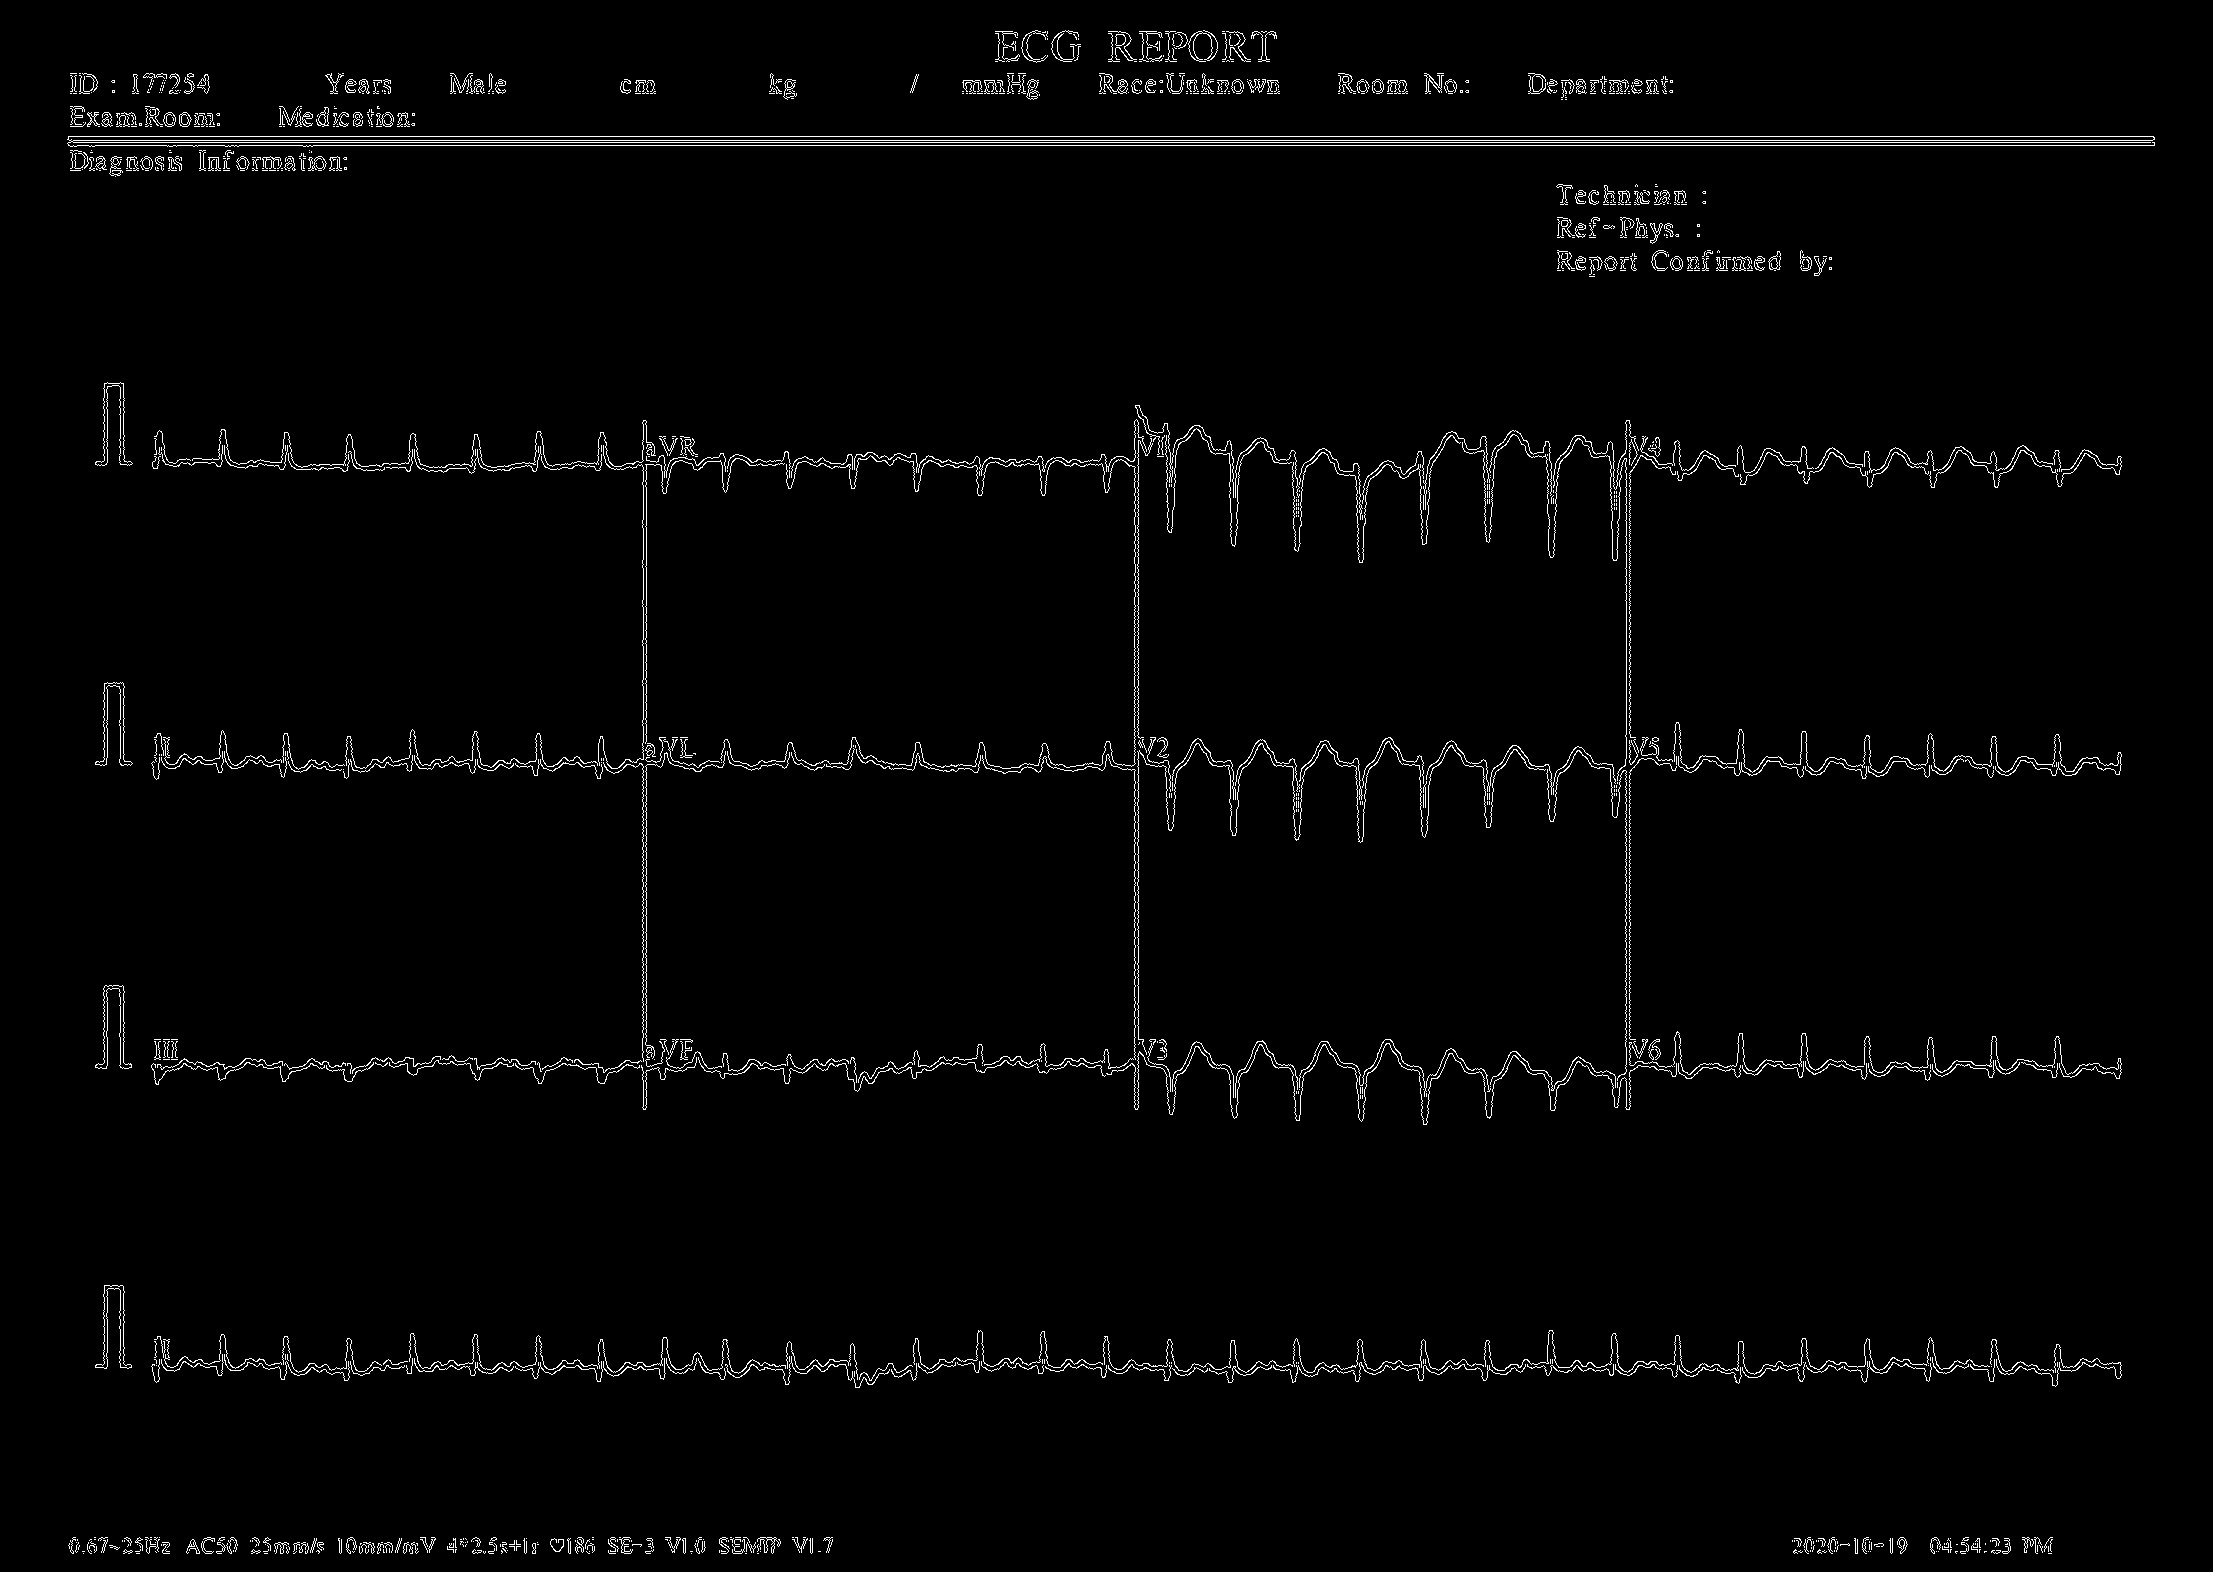 ECG REPORT
ID : 177254 Years Male cm kg / mmHg Race:Unknown Room No.: Department:
Exam.Room: Medication:
Diagnosis Information:
Technician :
Ref-Phys. :
Report Confirmed by:
aVR V1 V4
II aVL V2 V5
III aVF V3 V6
II
0.67~25Hz AC50 25mm/s 10mm/mV 4*2.5s+1r ♡186 SE-3 V1.0 SEMIP V1.7 2020-10-19 04:54:23 PM